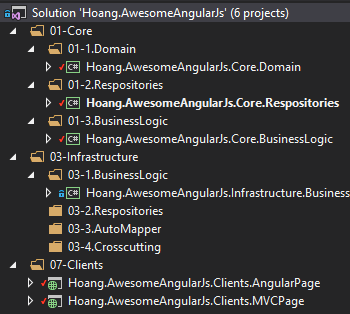 Solution 'Hoang.AwesomeAngularJs' (6 projects)
01-Core
01-1.Domain
C# Hoang.AwesomeAngularJs.Core.Domain
01-2.Respositories
C# Hoang.AwesomeAngularJs.Core.Respositories
01-3.BusinessLogic
C# Hoang.AwesomeAngularJs.Core.BusinessLogic
03-Infrastructure
03-1.BusinessLogic
C# Hoang.AwesomeAngularJs.Infrastructure.Business
03-2.Respositories
03-3.AutoMapper
03-4.Crosscutting
07-Clients
Hoang.AwesomeAngularJs.Clients.AngularPage
Hoang.AwesomeAngularJs.Clients.MVCPage